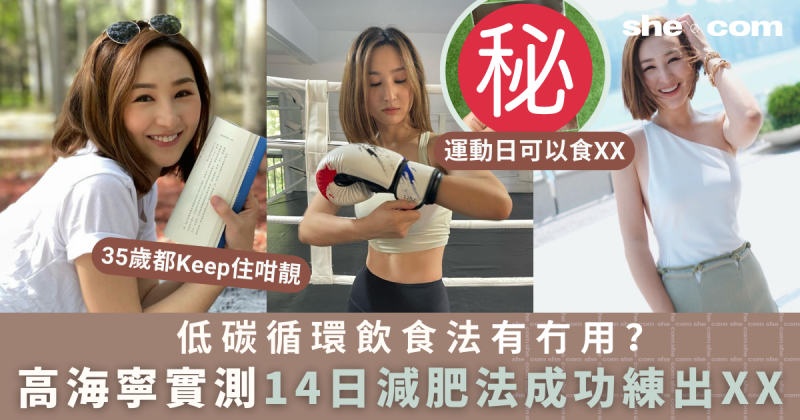 she.com
秘
運動日可以食XX
35歲都Keep住咁靚
低碳循環飲食法有冇用？
高海寧實測14日減肥法成功練出XX